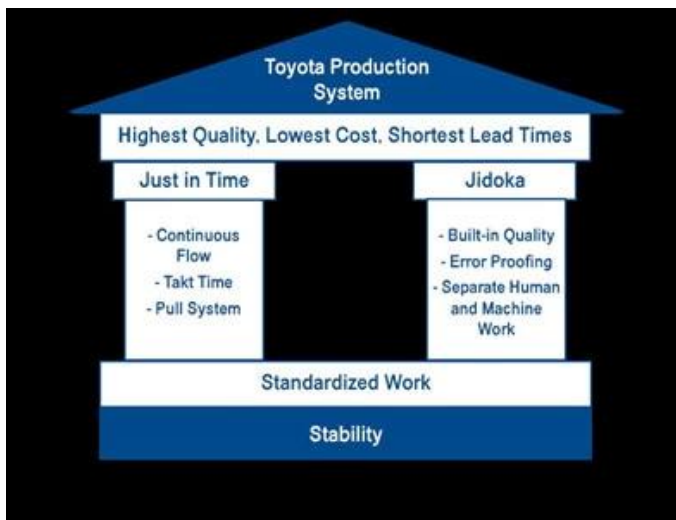 Toyota Production
System
Highest Quality, Lowest Cost, Shortest Lead Times
Just in Time
- Continuous
Flow
- Takt Time
- Pull System
Jidoka
- Built-in Quality
- Error Proofing
- Separate Human
and Machine
Work
Standardized Work
Stability